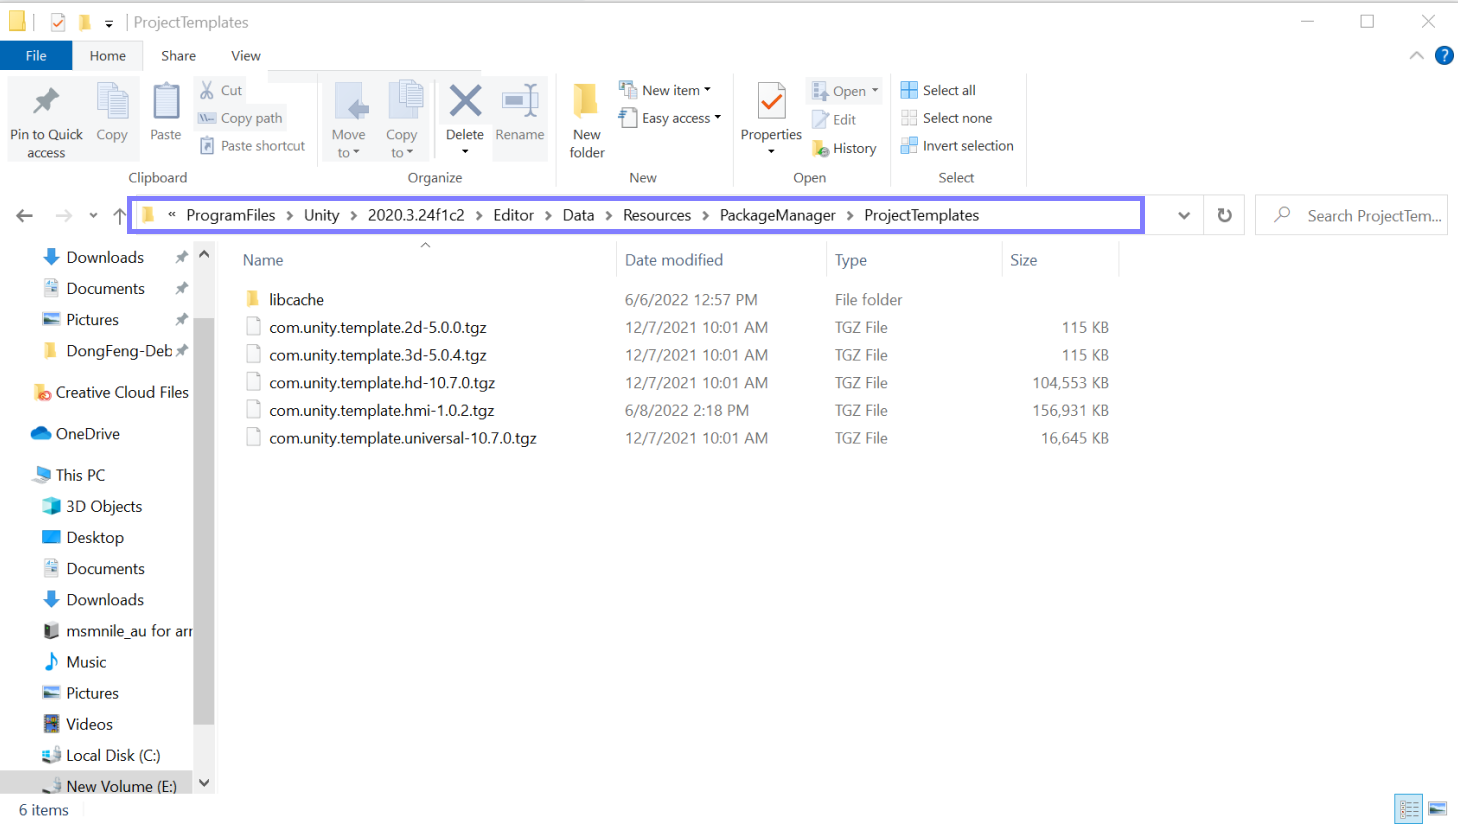 ProjectTemplates
File Home Share View
Pin to Quick access
Copy
Paste
Cut
Copy path
Paste shortcut
Clipboard
Move to
Copy to
Delete
Rename
Organize
New folder
New item
Easy access
New
Properties
Open
Edit
History
Open
Select all
Select none
Invert selection
Select
« ProgramFiles > Unity > 2020.3.24f1c2 > Editor > Data > Resources > PackageManager > ProjectTemplates
Search ProjectTem...
Downloads
Documents
Pictures
DongFeng-Deb
Creative Cloud Files
OneDrive
This PC
3D Objects
Desktop
Documents
Downloads
msmnile_au for arr
Music
Pictures
Videos
Local Disk (C:)
New Volume (E:)
Name Date modified Type Size
libcache 6/6/2022 12:57 PM File folder
com.unity.template.2d-5.0.0.tgz 12/7/2021 10:01 AM TGZ File 115 KB
com.unity.template.3d-5.0.4.tgz 12/7/2021 10:01 AM TGZ File 115 KB
com.unity.template.hd-10.7.0.tgz 12/7/2021 10:01 AM TGZ File 104,553 KB
com.unity.template.hmi-1.0.2.tgz 6/8/2022 2:18 PM TGZ File 156,931 KB
com.unity.template.universal-10.7.0.tgz 12/7/2021 10:01 AM TGZ File 16,645 KB
6 items